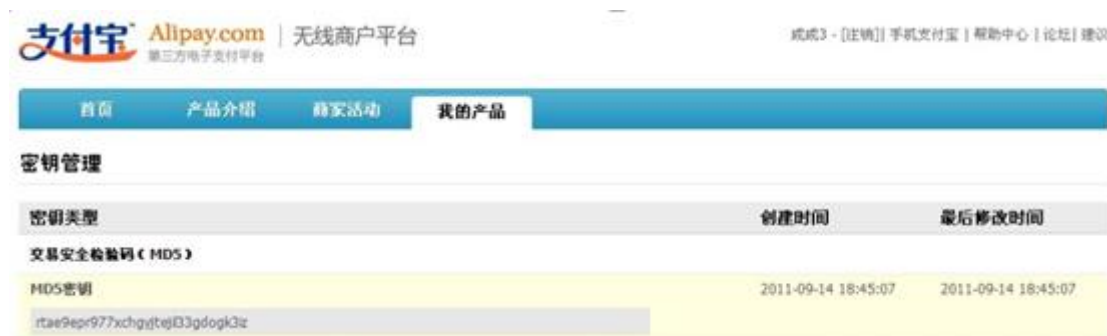 支付宝 Alipay.com | 无线商户平台
第三方电子支付平台
成成3 - [注销] | 手机支付宝 | 帮助中心 | 论坛 | 建议
首页 产品介绍 商家活动 我的产品
密钥管理
密钥类型 创建时间 最后修改时间
交易安全检验码(MD5)
MD5密钥 2011-09-14 18:45:07 2011-09-14 18:45:07